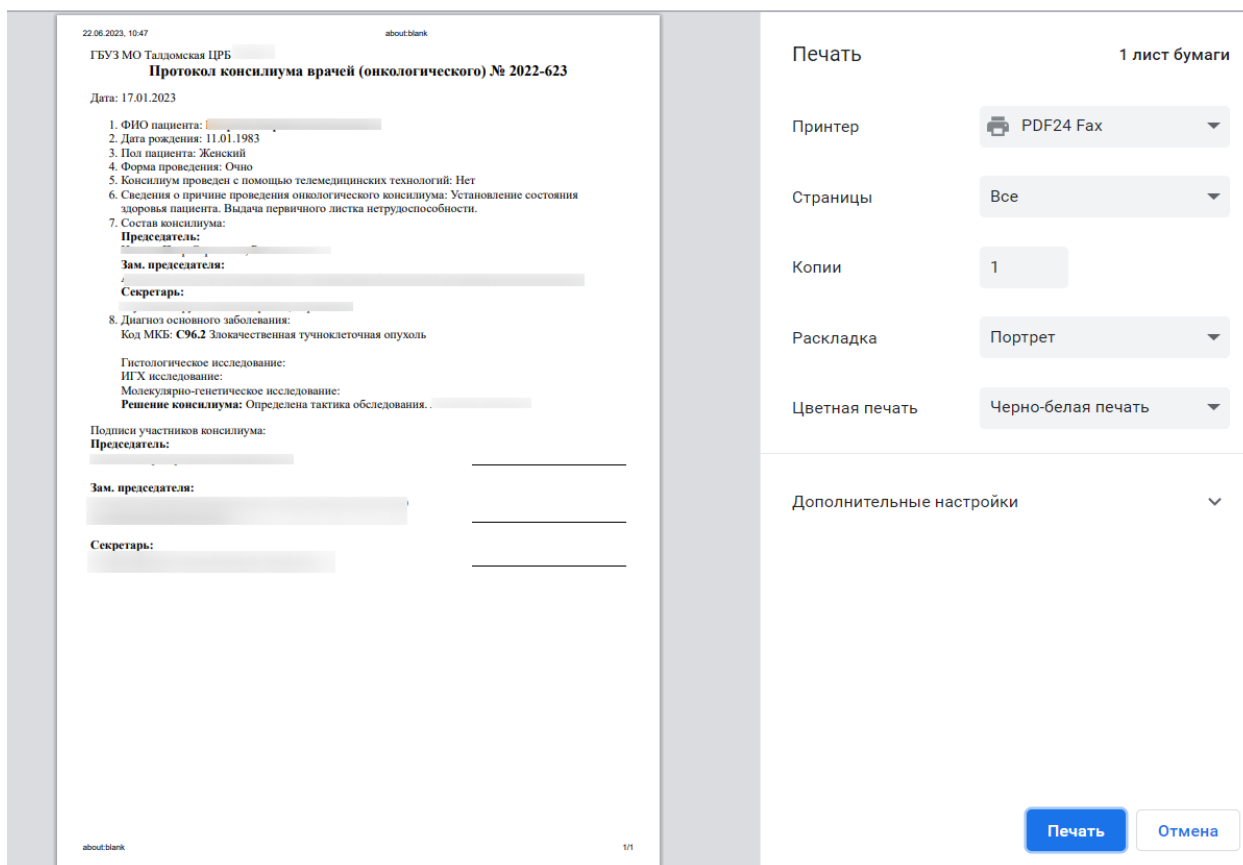 22.06.2023, 10:47 about:blank
ГБУЗ МО Талдомская ЦРБ
Протокол консилиума врачей (онкологического) № 2022-623
Дата: 17.01.2023
1. ФИО пациента:
2. Дата рождения: 11.01.1983
3. Пол пациента: Женский
4. Форма проведения: Очно
5. Консилиум проведен с помощью телемедицинских технологий: Нет
6. Сведения о причине проведения онкологического консилиума: Установление состояния
здоровья пациента. Выдача первичного листка нетрудоспособности.
7. Состав консилиума:
Председатель:
Зам. председателя:
Секретарь:
8. Диагноз основного заболевания:
Код МКБ: C96.2 Злокачественная тучноклеточная опухоль
Гистологическое исследование:
ИГХ исследование:
Молекулярно-генетическое исследование:
Решение консилиума: Определена тактика обследования. .
Подписи участников консилиума:
Председатель:
Зам. председателя:
Секретарь:
about:blank 1/1
Печать 1 лист бумаги
Принтер PDF24 Fax
Страницы Все
Копии 1
Раскладка Портрет
Цветная печать Черно-белая печать
Дополнительные настройки
Печать Отмена